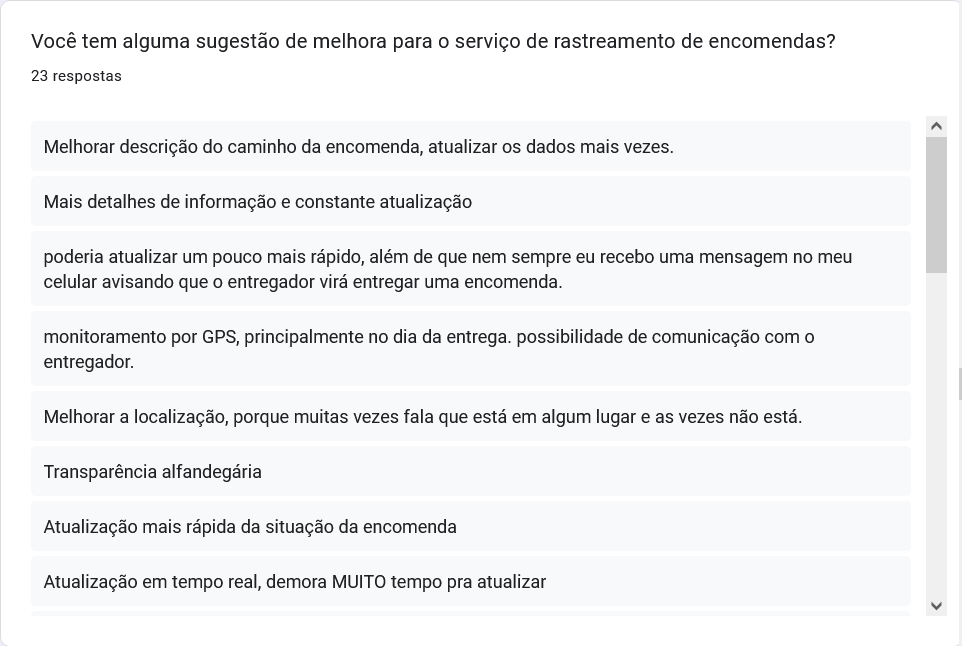 Você tem alguma sugestão de melhora para o serviço de rastreamento de encomendas?
23 respostas
Melhorar descrição do caminho da encomenda, atualizar os dados mais vezes.
Mais detalhes de informação e constante atualização
poderia atualizar um pouco mais rápido, além de que nem sempre eu recebo uma mensagem no meu
celular avisando que o entregador virá entregar uma encomenda.
monitoramento por GPS, principalmente no dia da entrega. possibilidade de comunicação com o
entregador.
Melhorar a localização, porque muitas vezes fala que está em algum lugar e as vezes não está.
Transparência alfandegária
Atualização mais rápida da situação da encomenda
Atualização em tempo real, demora MUITO tempo pra atualizar